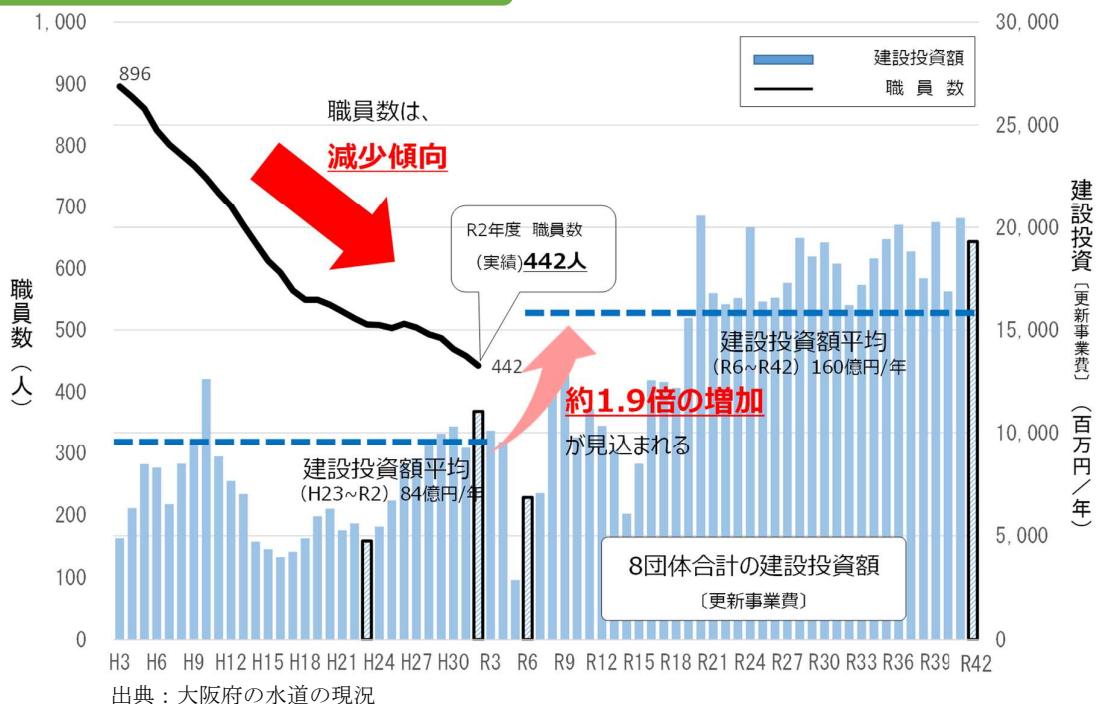 1,000
900
800
700
600
500
400
300
200
100
0
職員数（人）
30,000
25,000
20,000
15,000
10,000
5,000
0
建設投資〔更新事業費〕（百万円／年）
建設投資額
職 員 数
896
職員数は、
減少傾向
R2年度 職員数
(実績)442人
442
建設投資額平均
（R6~R42）160億円/年
約1.9倍の増加
が見込まれる
建設投資額平均
（H23~R2）84億円/年
8団体合計の建設投資額
〔更新事業費〕
H3 H6 H9 H12 H15 H18 H21 H24 H27 H30 R3 R6 R9 R12 R15 R18 R21 R24 R27 R30 R33 R36 R39 R42
出典：大阪府の水道の現況